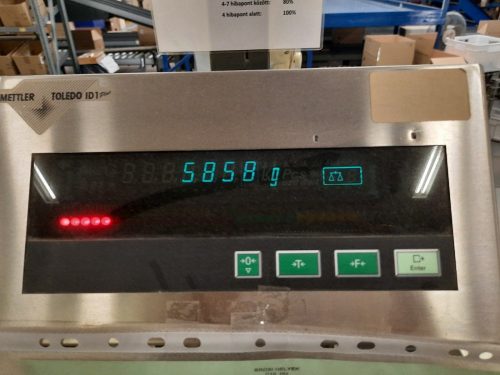 4-7 hibapont között: 80%
4 hibapont alatt: 100%
METTLER TOLEDO ID1 Plus
5858 g
→0←
→T←
→F←
Enter